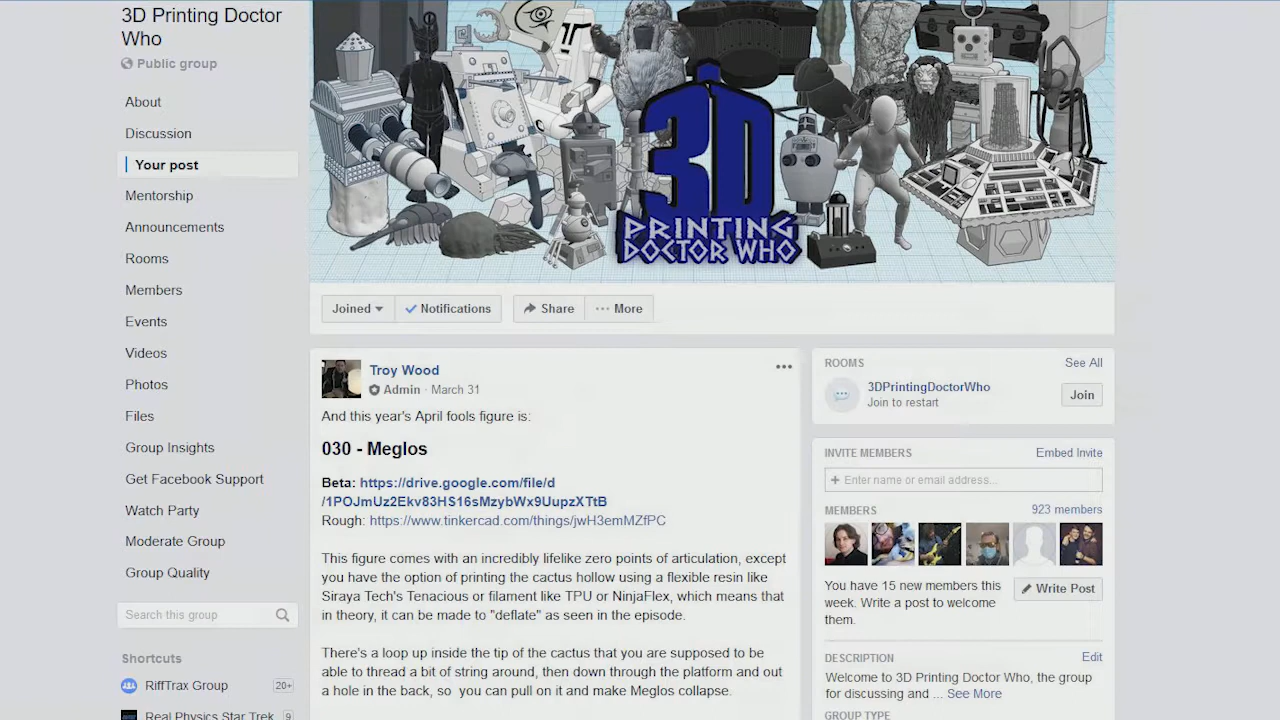 3D Printing Doctor
Who
Public group
About
Discussion
Your post
Mentorship
Announcements
Rooms
Members
Events
Videos
Photos
Files
Group Insights
Get Facebook Support
Watch Party
Moderate Group
Group Quality
Search this group
Shortcuts
RiffTrax Group
20+
Real Physics Star Trek
9
3D
PRINTING
DOCTOR WHO
Joined
Notifications
Share
More
Troy Wood
Admin · March 31
And this year's April fools figure is:
030 - Meglos
Beta: https://drive.google.com/file/d
/1POJmUz2Ekv83HS16sMzybWx9UupzXTtB
Rough: https://www.tinkercad.com/things/jwH3emMZfPC
This figure comes with an incredibly lifelike zero points of articulation, except
you have the option of printing the cactus hollow using a flexible resin like
Siraya Tech's Tenacious or filament like TPU or NinjaFlex, which means that
in theory, it can be made to "deflate" as seen in the episode.
There's a loop up inside the tip of the cactus that you are supposed to be
able to thread a bit of string around, then down through the platform and out
a hole in the back, so you can pull on it and make Meglos collapse.
ROOMS
See All
3DPrintingDoctorWho
Join to restart
Join
INVITE MEMBERS
Embed Invite
Enter name or email address...
MEMBERS
923 members
You have 15 new members this
week. Write a post to welcome
them.
Write Post
DESCRIPTION
Edit
Welcome to 3D Printing Doctor Who, the group
for discussing and ... See More
GROUP TYPE